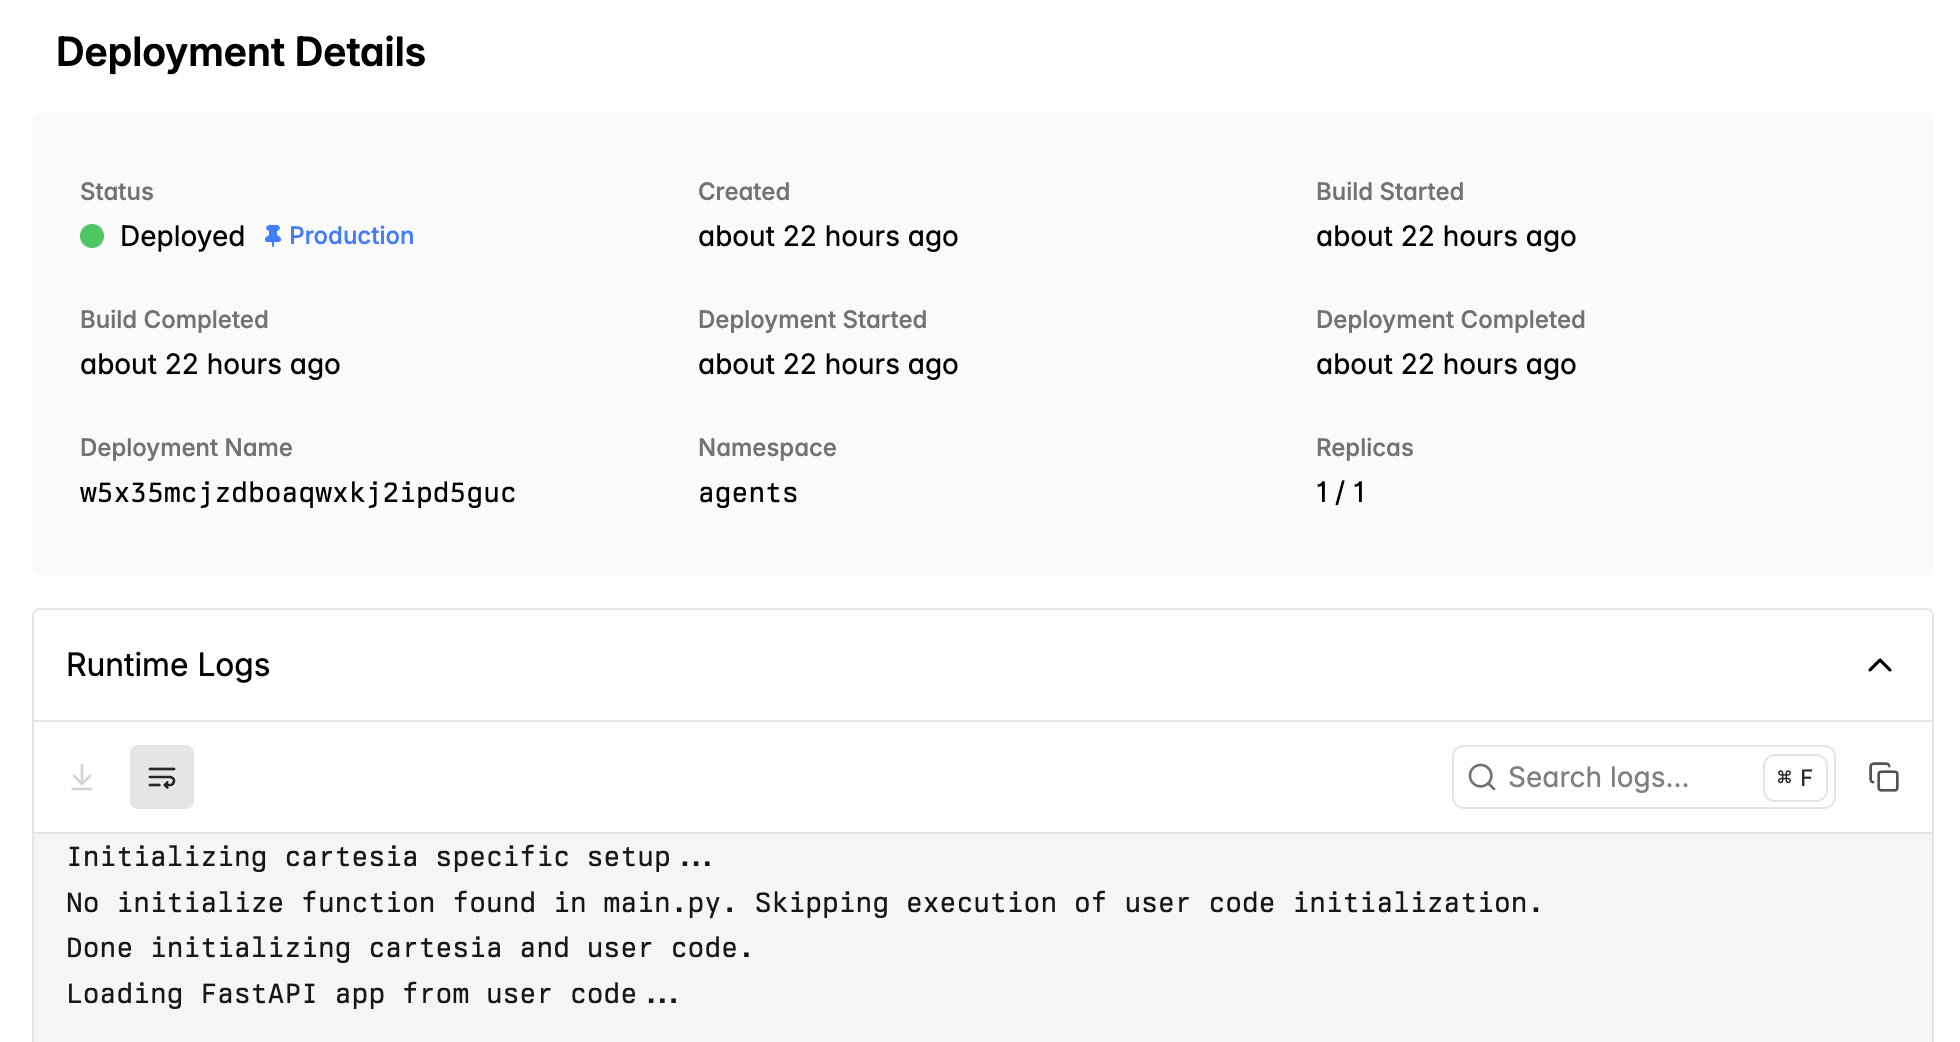 Deployment Details
Status
Deployed Production
Created
about 22 hours ago
Build Started
about 22 hours ago
Build Completed
about 22 hours ago
Deployment Started
about 22 hours ago
Deployment Completed
about 22 hours ago
Deployment Name
w5x35mcjzdboaqwxkj2ipd5guc
Namespace
agents
Replicas
1 / 1
Runtime Logs
Search logs... ⌘ F
Initializing cartesia specific setup...
No initialize function found in main.py. Skipping execution of user code initialization.
Done initializing cartesia and user code.
Loading FastAPI app from user code...